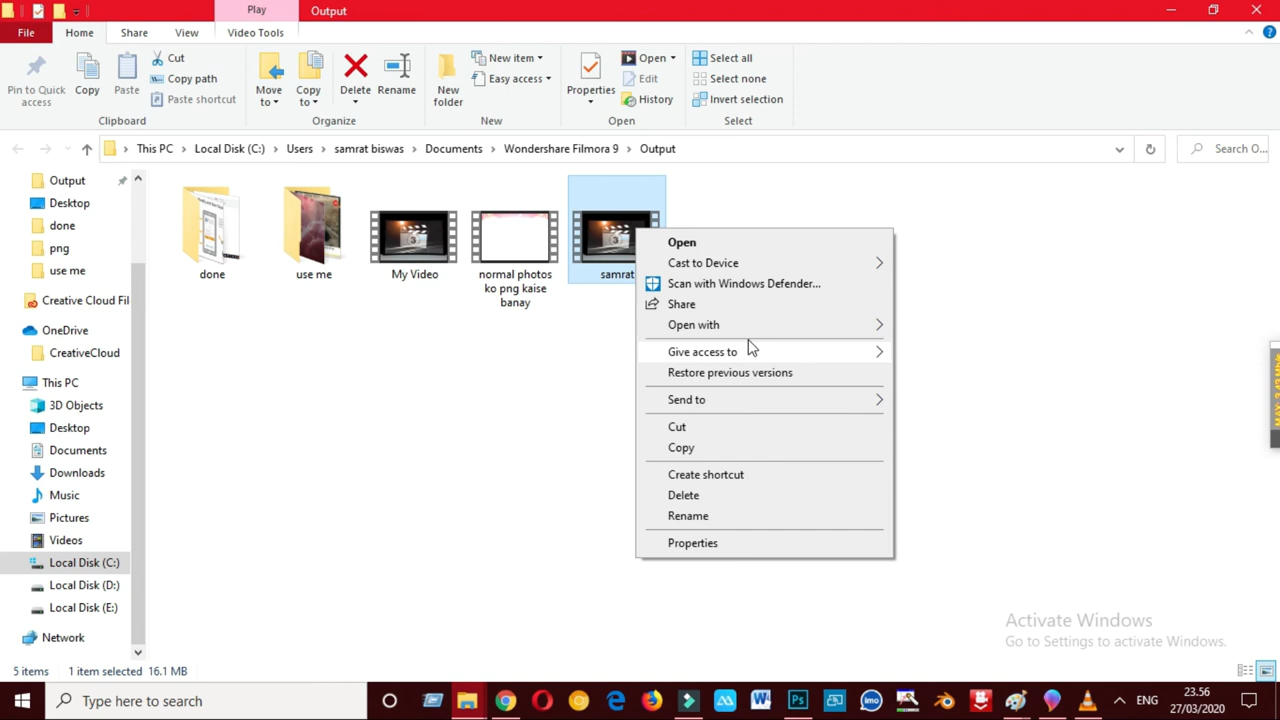 Play
Output
File
Home
Share
View
Video Tools
Pin to Quick
access
Copy
Paste
Cut
Copy path
Paste shortcut
Clipboard
Move
to
Copy
to
Delete
Rename
Organize
New
folder
New item
Easy access
New
Properties
Open
Edit
History
Open
Select all
Select none
Invert selection
Select
This PC
Local Disk (C:)
Users
samrat biswas
Documents
Wondershare Filmora 9
Output
Search O...
Output
Desktop
done
png
use me
Creative Cloud Fil
OneDrive
CreativeCloud
This PC
3D Objects
Desktop
Documents
Downloads
Music
Pictures
Videos
Local Disk (C:)
Local Disk (D:)
Local Disk (E:)
Network
done
use me
My Video
normal photos
ko png kaise
banay
samrat
Open
Cast to Device
Scan with Windows Defender...
Share
Open with
Give access to
Restore previous versions
Send to
Cut
Copy
Create shortcut
Delete
Rename
Properties
Activate Windows
Go to Settings to activate Windows.
5 items
1 item selected 16.1 MB
Type here to search
Ps
imo
ENG
23.56
27/03/2020